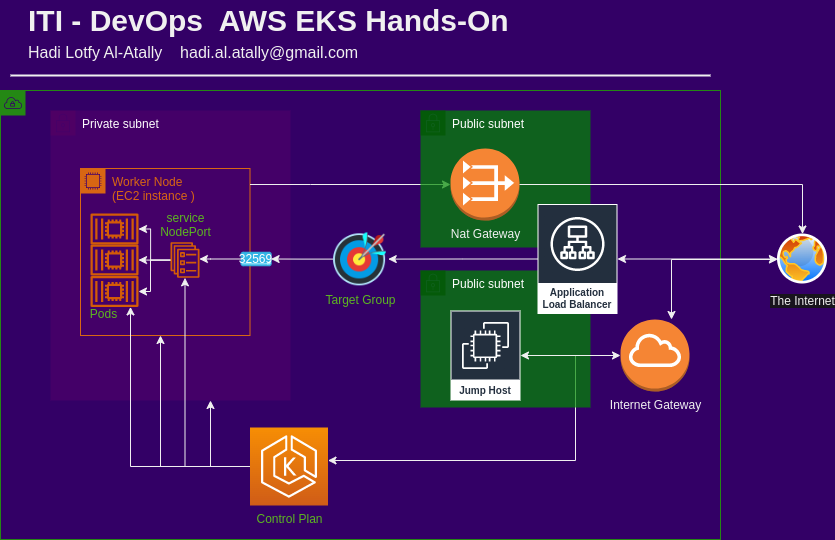 ITI - DevOps  AWS EKS Hands-On
Hadi Lotfy Al-Atally    hadi.al.atally@gmail.com
Private subnet
Public subnet
Worker Node
(EC2 instance )
service
NodePort
Pods
32569
Target Group
Nat Gateway
Public subnet
Application
Load Balancer
The Internet
Jump Host
Internet Gateway
K
Control Plan